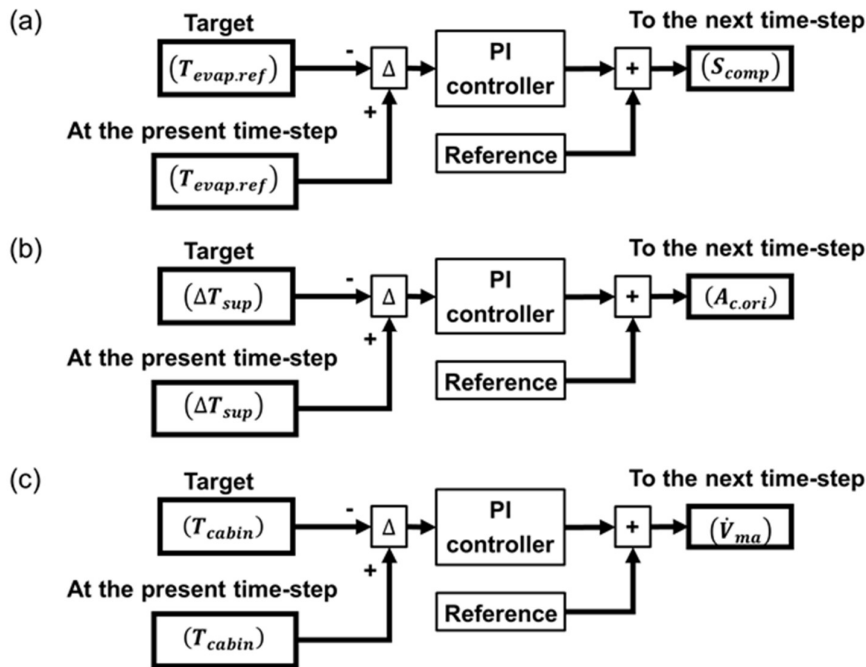 (a)
Target
To the next time-step
(T_evap.ref)
-
Δ
PI
controller
+
(S_comp)
+
At the present time-step
Reference
(T_evap.ref)
(b)
Target
To the next time-step
(ΔT_sup)
-
Δ
PI
controller
+
(A_c.ori)
+
At the present time-step
Reference
(ΔT_sup)
(c)
Target
To the next time-step
(T_cabin)
-
Δ
PI
controller
+
(V̇_ma)
+
At the present time-step
Reference
(T_cabin)